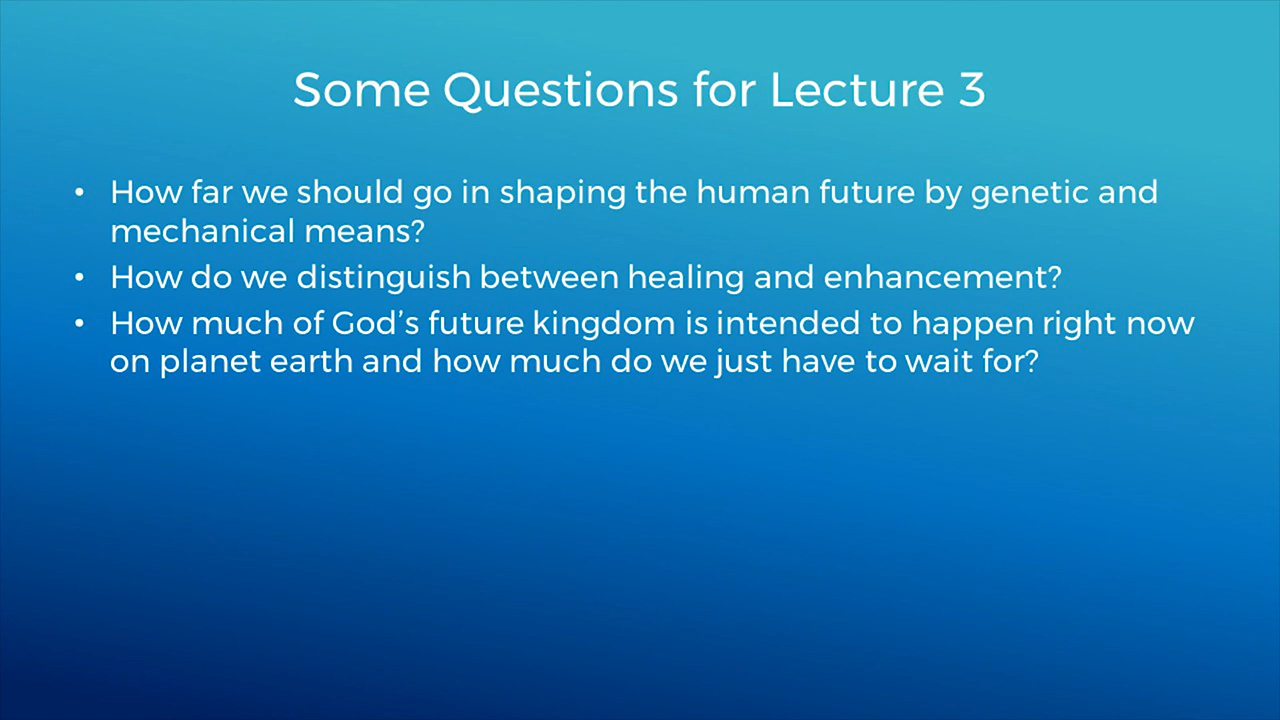 Some Questions for Lecture 3
• How far we should go in shaping the human future by genetic and
mechanical means?
• How do we distinguish between healing and enhancement?
• How much of God’s future kingdom is intended to happen right now
on planet earth and how much do we just have to wait for?